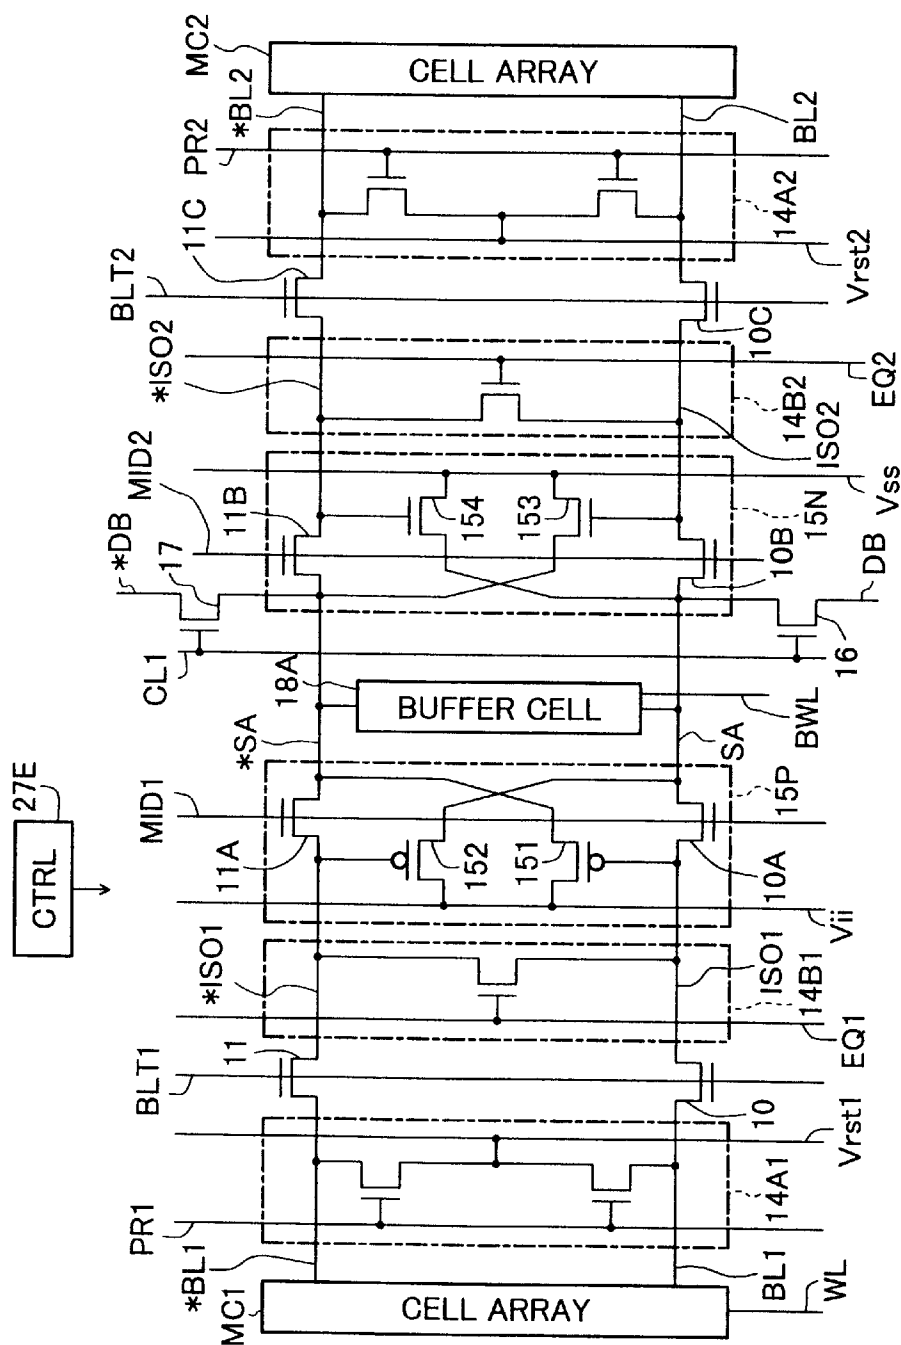 CTRL
27E
MC1
CELL ARRAY
WL
*BL1
BL1
PR1
14A1
Vrst1
BLT1
11
10
EQ1
*ISO1
ISO1
14B1
Vii
11A
10A
MID1
152
151
15P
*SA
SA
18A
BUFFER CELL
BWL
CL1
17
16
*DB
DB
MID2
11B
10B
154
153
15N
Vss
*ISO2
ISO2
14B2
EQ2
BLT2
11C
10C
Vrst2
14A2
PR2
*BL2
BL2
MC2
CELL ARRAY